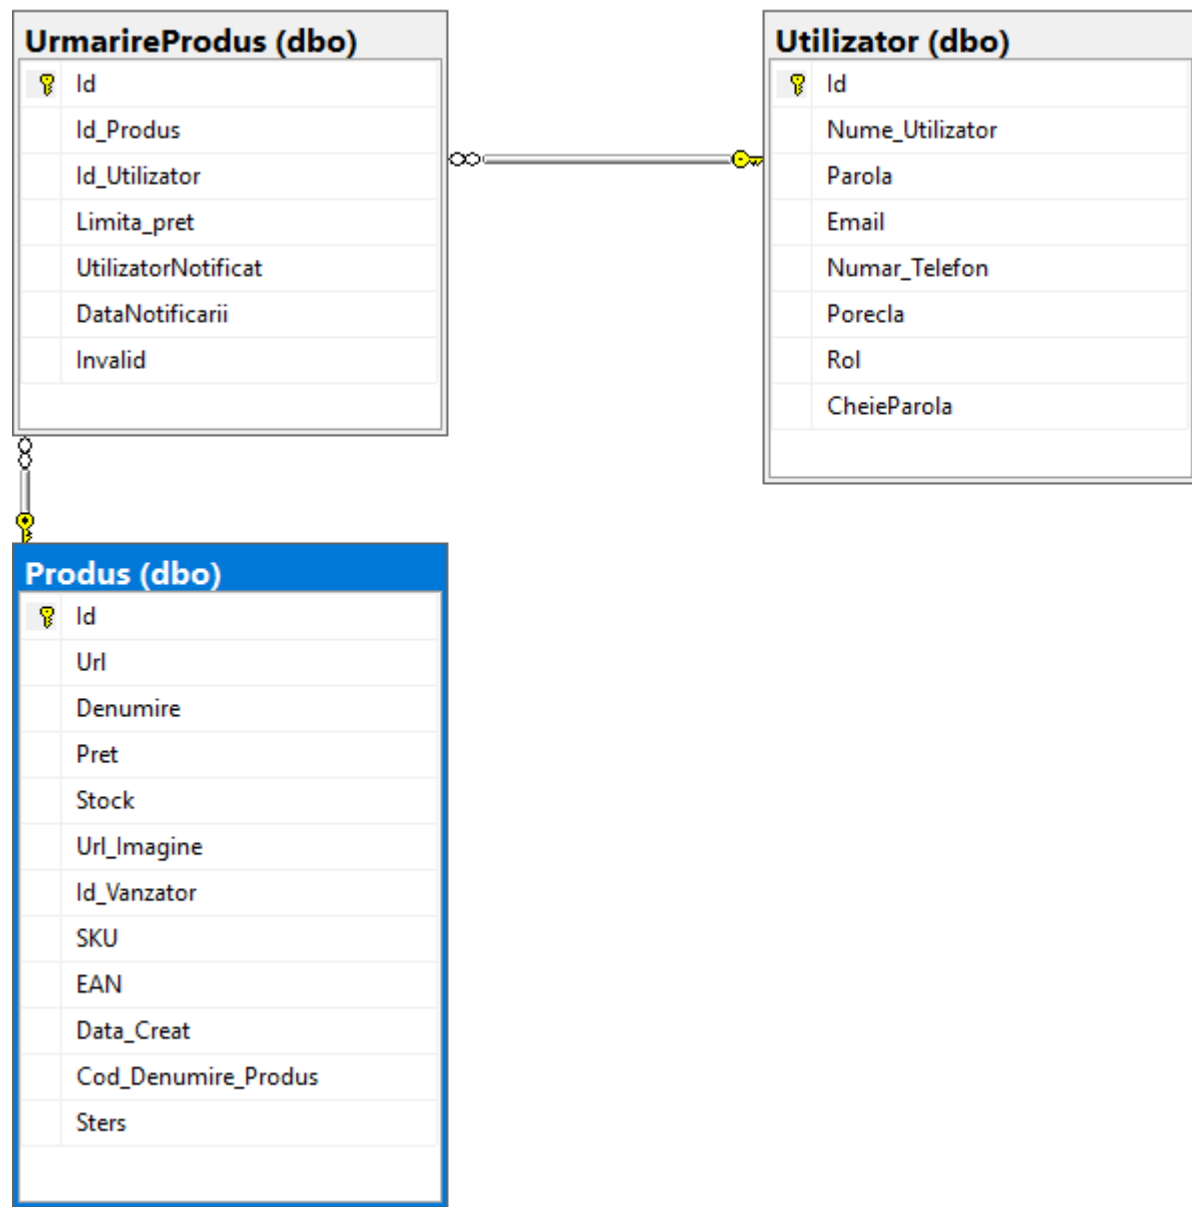 UrmarireProdus (dbo)
Id
Id_Produs
Id_Utilizator
Limita_pret
UtilizatorNotificat
DataNotificarii
Invalid
Utilizator (dbo)
Id
Nume_Utilizator
Parola
Email
Numar_Telefon
Porecla
Rol
CheieParola
Produs (dbo)
Id
Url
Denumire
Pret
Stock
Url_Imagine
Id_Vanzator
SKU
EAN
Data_Creat
Cod_Denumire_Produs
Sters